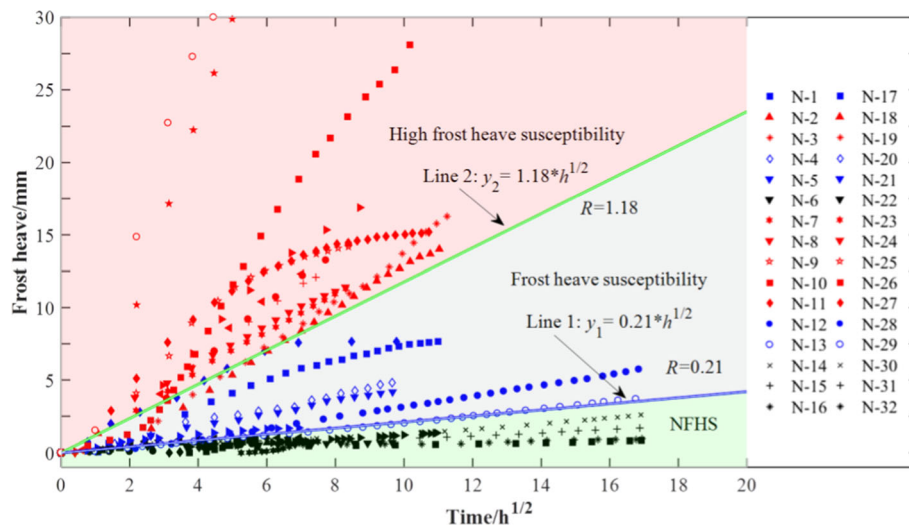 30
25
20
15
10
5
0
Frost heave/mm
0 2 4 6 8 10 12 14 16 18 20
Time/h^1/2
High frost heave susceptibility
Line 2: y₂= 1.18*h^1/2
R=1.18
Frost heave susceptibility
Line 1: y₁= 0.21*h^1/2
R=0.21
NFHS
N-1 N-17
N-2 N-18
N-3 N-19
N-4 N-20
N-5 N-21
N-6 N-22
N-7 N-23
N-8 N-24
N-9 N-25
N-10 N-26
N-11 N-27
N-12 N-28
N-13 N-29
N-14 N-30
N-15 N-31
N-16 N-32